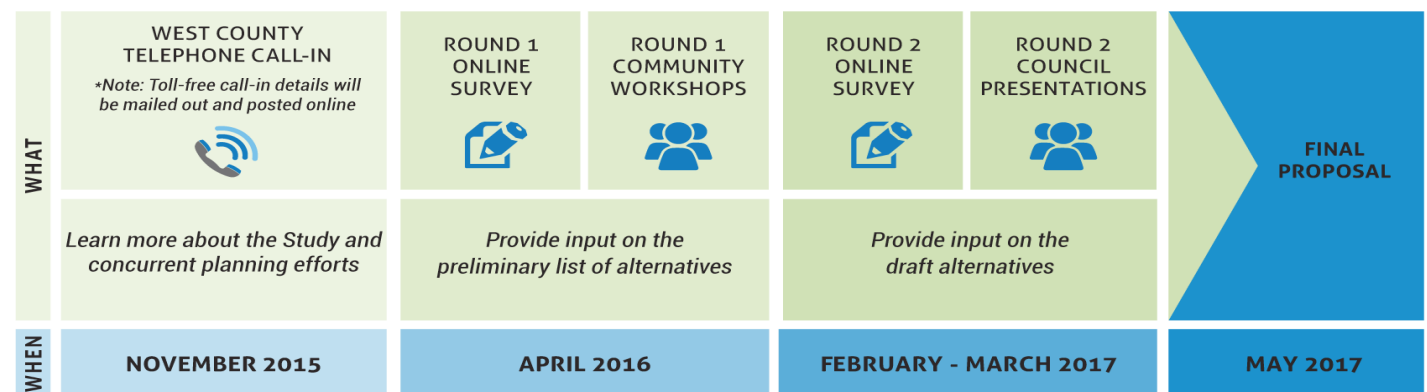 WHAT
WEST COUNTY
TELEPHONE CALL-IN
*Note: Toll-free call-in details will
be mailed out and posted online
Learn more about the Study and
concurrent planning efforts
ROUND 1
ONLINE
SURVEY
ROUND 1
COMMUNITY
WORKSHOPS
Provide input on the
preliminary list of alternatives
ROUND 2
ONLINE
SURVEY
ROUND 2
COUNCIL
PRESENTATIONS
Provide input on the
draft alternatives
FINAL
PROPOSAL
WHEN
NOVEMBER 2015
APRIL 2016
FEBRUARY - MARCH 2017
MAY 2017